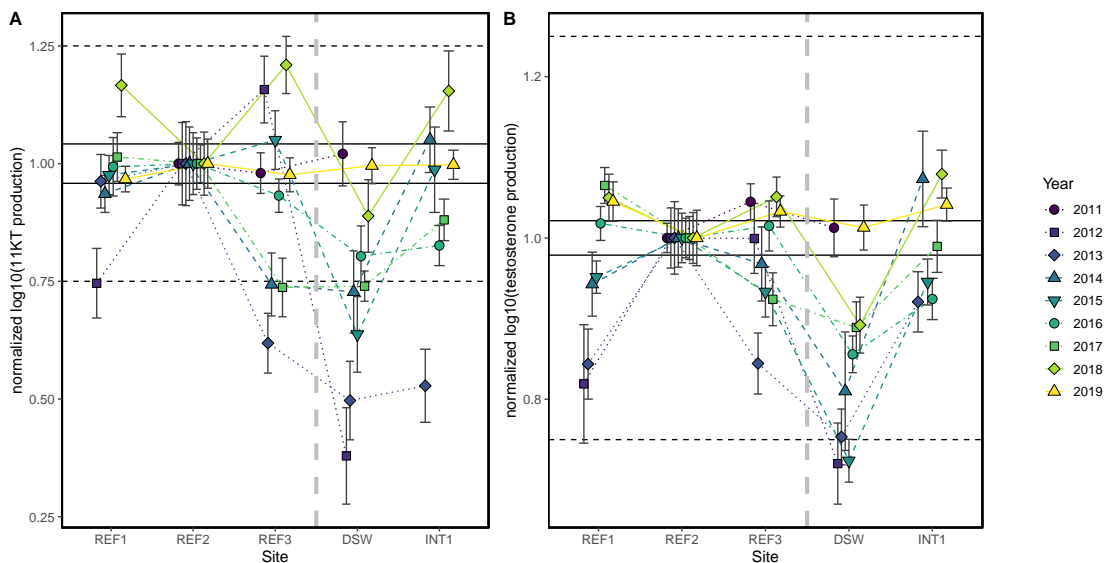 A
normalized log10(11KT production)
1.25
1.00
0.75
0.50
0.25
REF1 REF2 REF3 DSW INT1
Site
B
normalized log10(testosterone production)
1.2
1.0
0.8
REF1 REF2 REF3 DSW INT1
Site
Year
2011
2012
2013
2014
2015
2016
2017
2018
2019